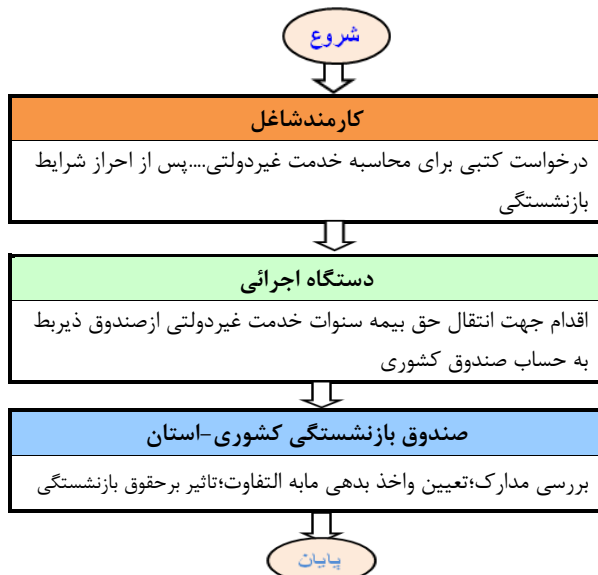 شروع
کارمندشاغل
درخواست کتبی برای محاسبه خدمت غیردولتی....پس از احراز شرایط
بازنشستگی
دستگاه اجرائی
اقدام جهت انتقال حق بیمه سنوات خدمت غیردولتی ازصندوق ذیربط
به حساب صندوق کشوری
صندوق بازنشستگی کشوری-استان
بررسی مدارک؛تعیین واخذ بدهی مابه التفاوت؛تاثیر برحقوق بازنشستگی
پایان